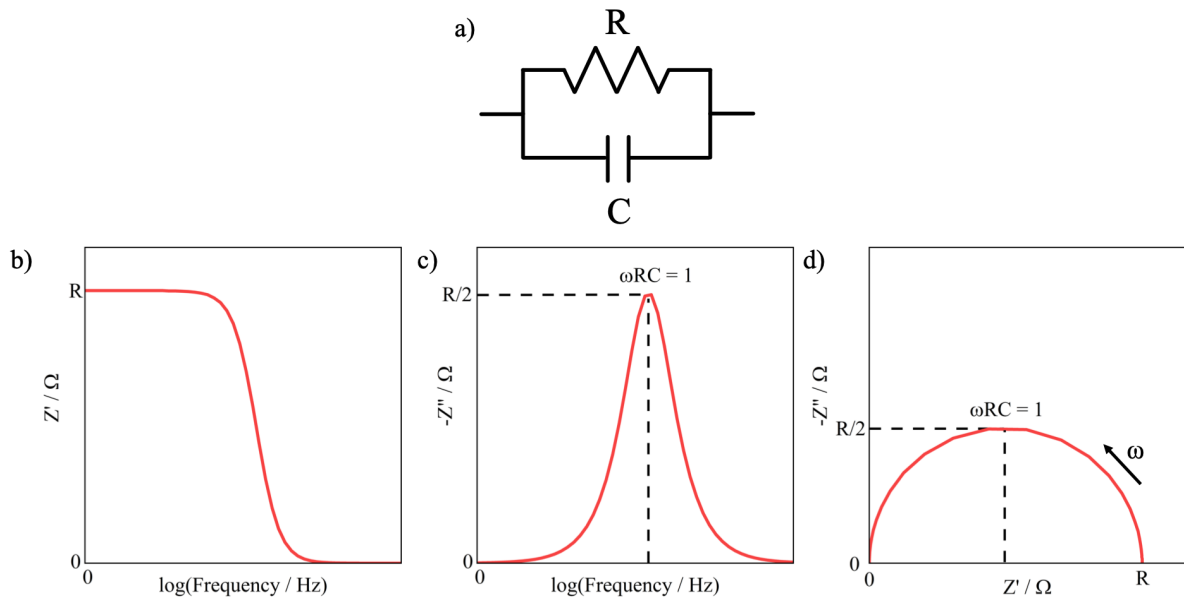 a)
R
C
b)
R
0
Z' / Ω
0
log(Frequency / Hz)
c)
ωRC = 1
R/2
-Z" / Ω
0
0
log(Frequency / Hz)
d)
ωRC = 1
R/2
-Z" / Ω
ω
0
0
Z' / Ω
R